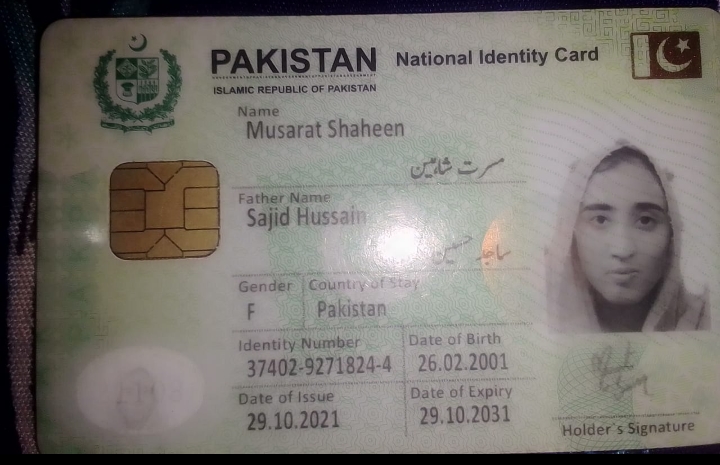 PAKISTAN National Identity Card
ISLAMIC REPUBLIC OF PAKISTAN
Name
Musarat Shaheen
مسرت شاہین
Father Name
Sajid Hussain
ساجد حسین
Gender Country of Stay
F Pakistan
Identity Number Date of Birth
37402-9271824-4 26.02.2001
Date of Issue Date of Expiry
29.10.2021 29.10.2031
Holder's Signature